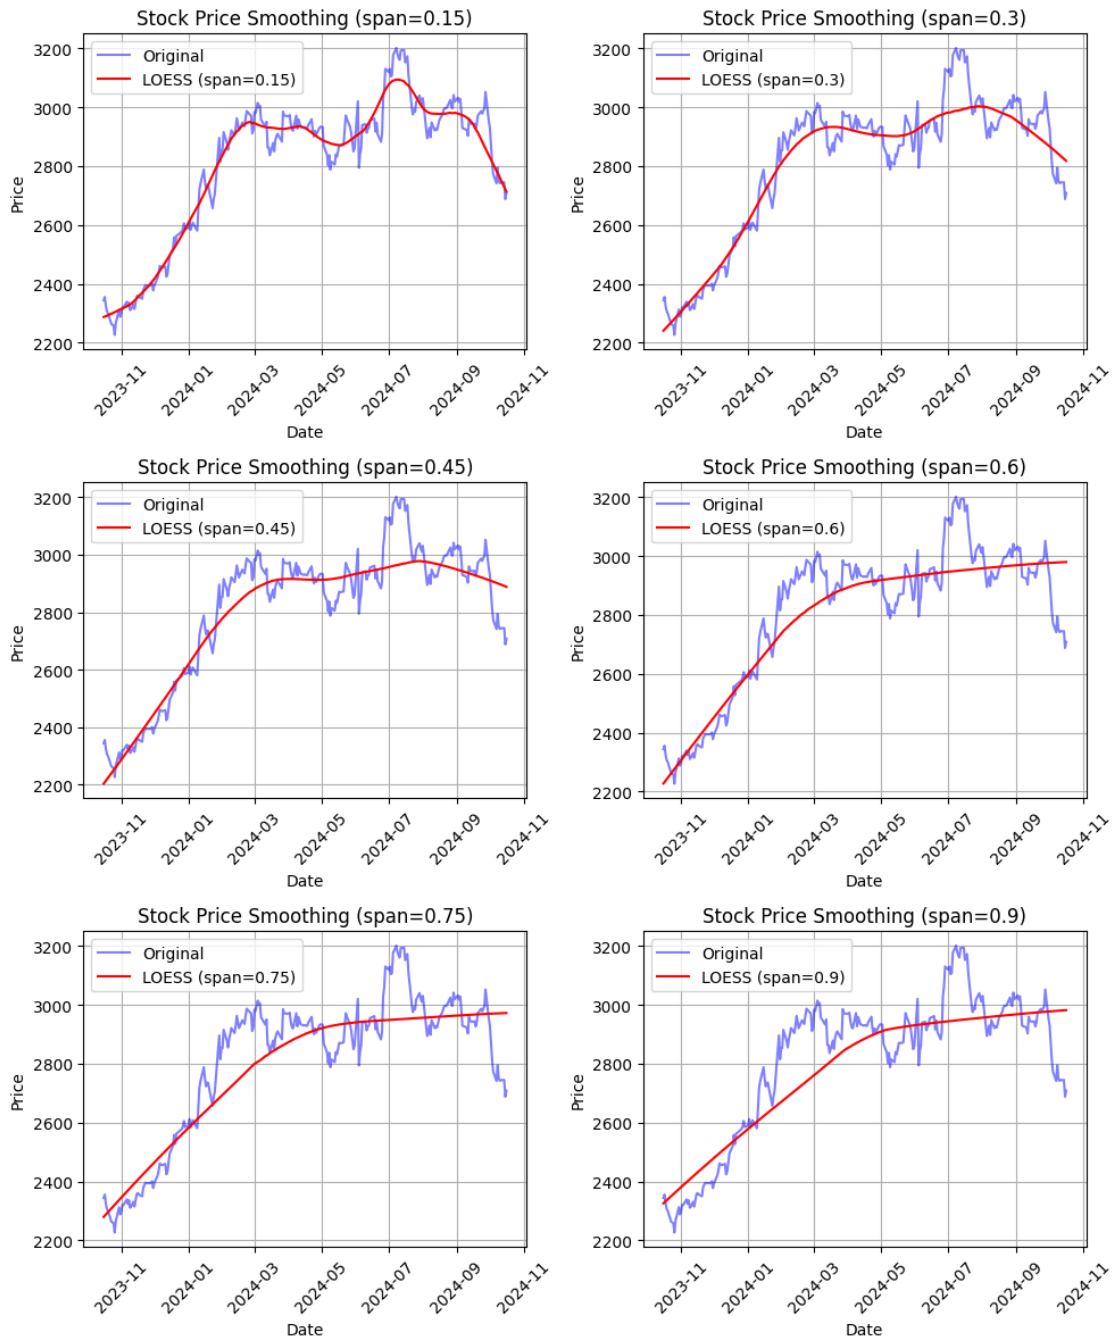 Stock Price Smoothing (span=0.15)
3200
3000
2800
2600
2400
2200
Price
Original
LOESS (span=0.15)
2023-11
2024-01
2024-03
2024-05
2024-07
2024-09
2024-11
Date
Stock Price Smoothing (span=0.3)
3200
3000
2800
2600
2400
2200
Price
Original
LOESS (span=0.3)
2023-11
2024-01
2024-03
2024-05
2024-07
2024-09
2024-11
Date
Stock Price Smoothing (span=0.45)
3200
3000
2800
2600
2400
2200
Price
Original
LOESS (span=0.45)
2023-11
2024-01
2024-03
2024-05
2024-07
2024-09
2024-11
Date
Stock Price Smoothing (span=0.6)
3200
3000
2800
2600
2400
2200
Price
Original
LOESS (span=0.6)
2023-11
2024-01
2024-03
2024-05
2024-07
2024-09
2024-11
Date
Stock Price Smoothing (span=0.75)
3200
3000
2800
2600
2400
2200
Price
Original
LOESS (span=0.75)
2023-11
2024-01
2024-03
2024-05
2024-07
2024-09
2024-11
Date
Stock Price Smoothing (span=0.9)
3200
3000
2800
2600
2400
2200
Price
Original
LOESS (span=0.9)
2023-11
2024-01
2024-03
2024-05
2024-07
2024-09
2024-11
Date